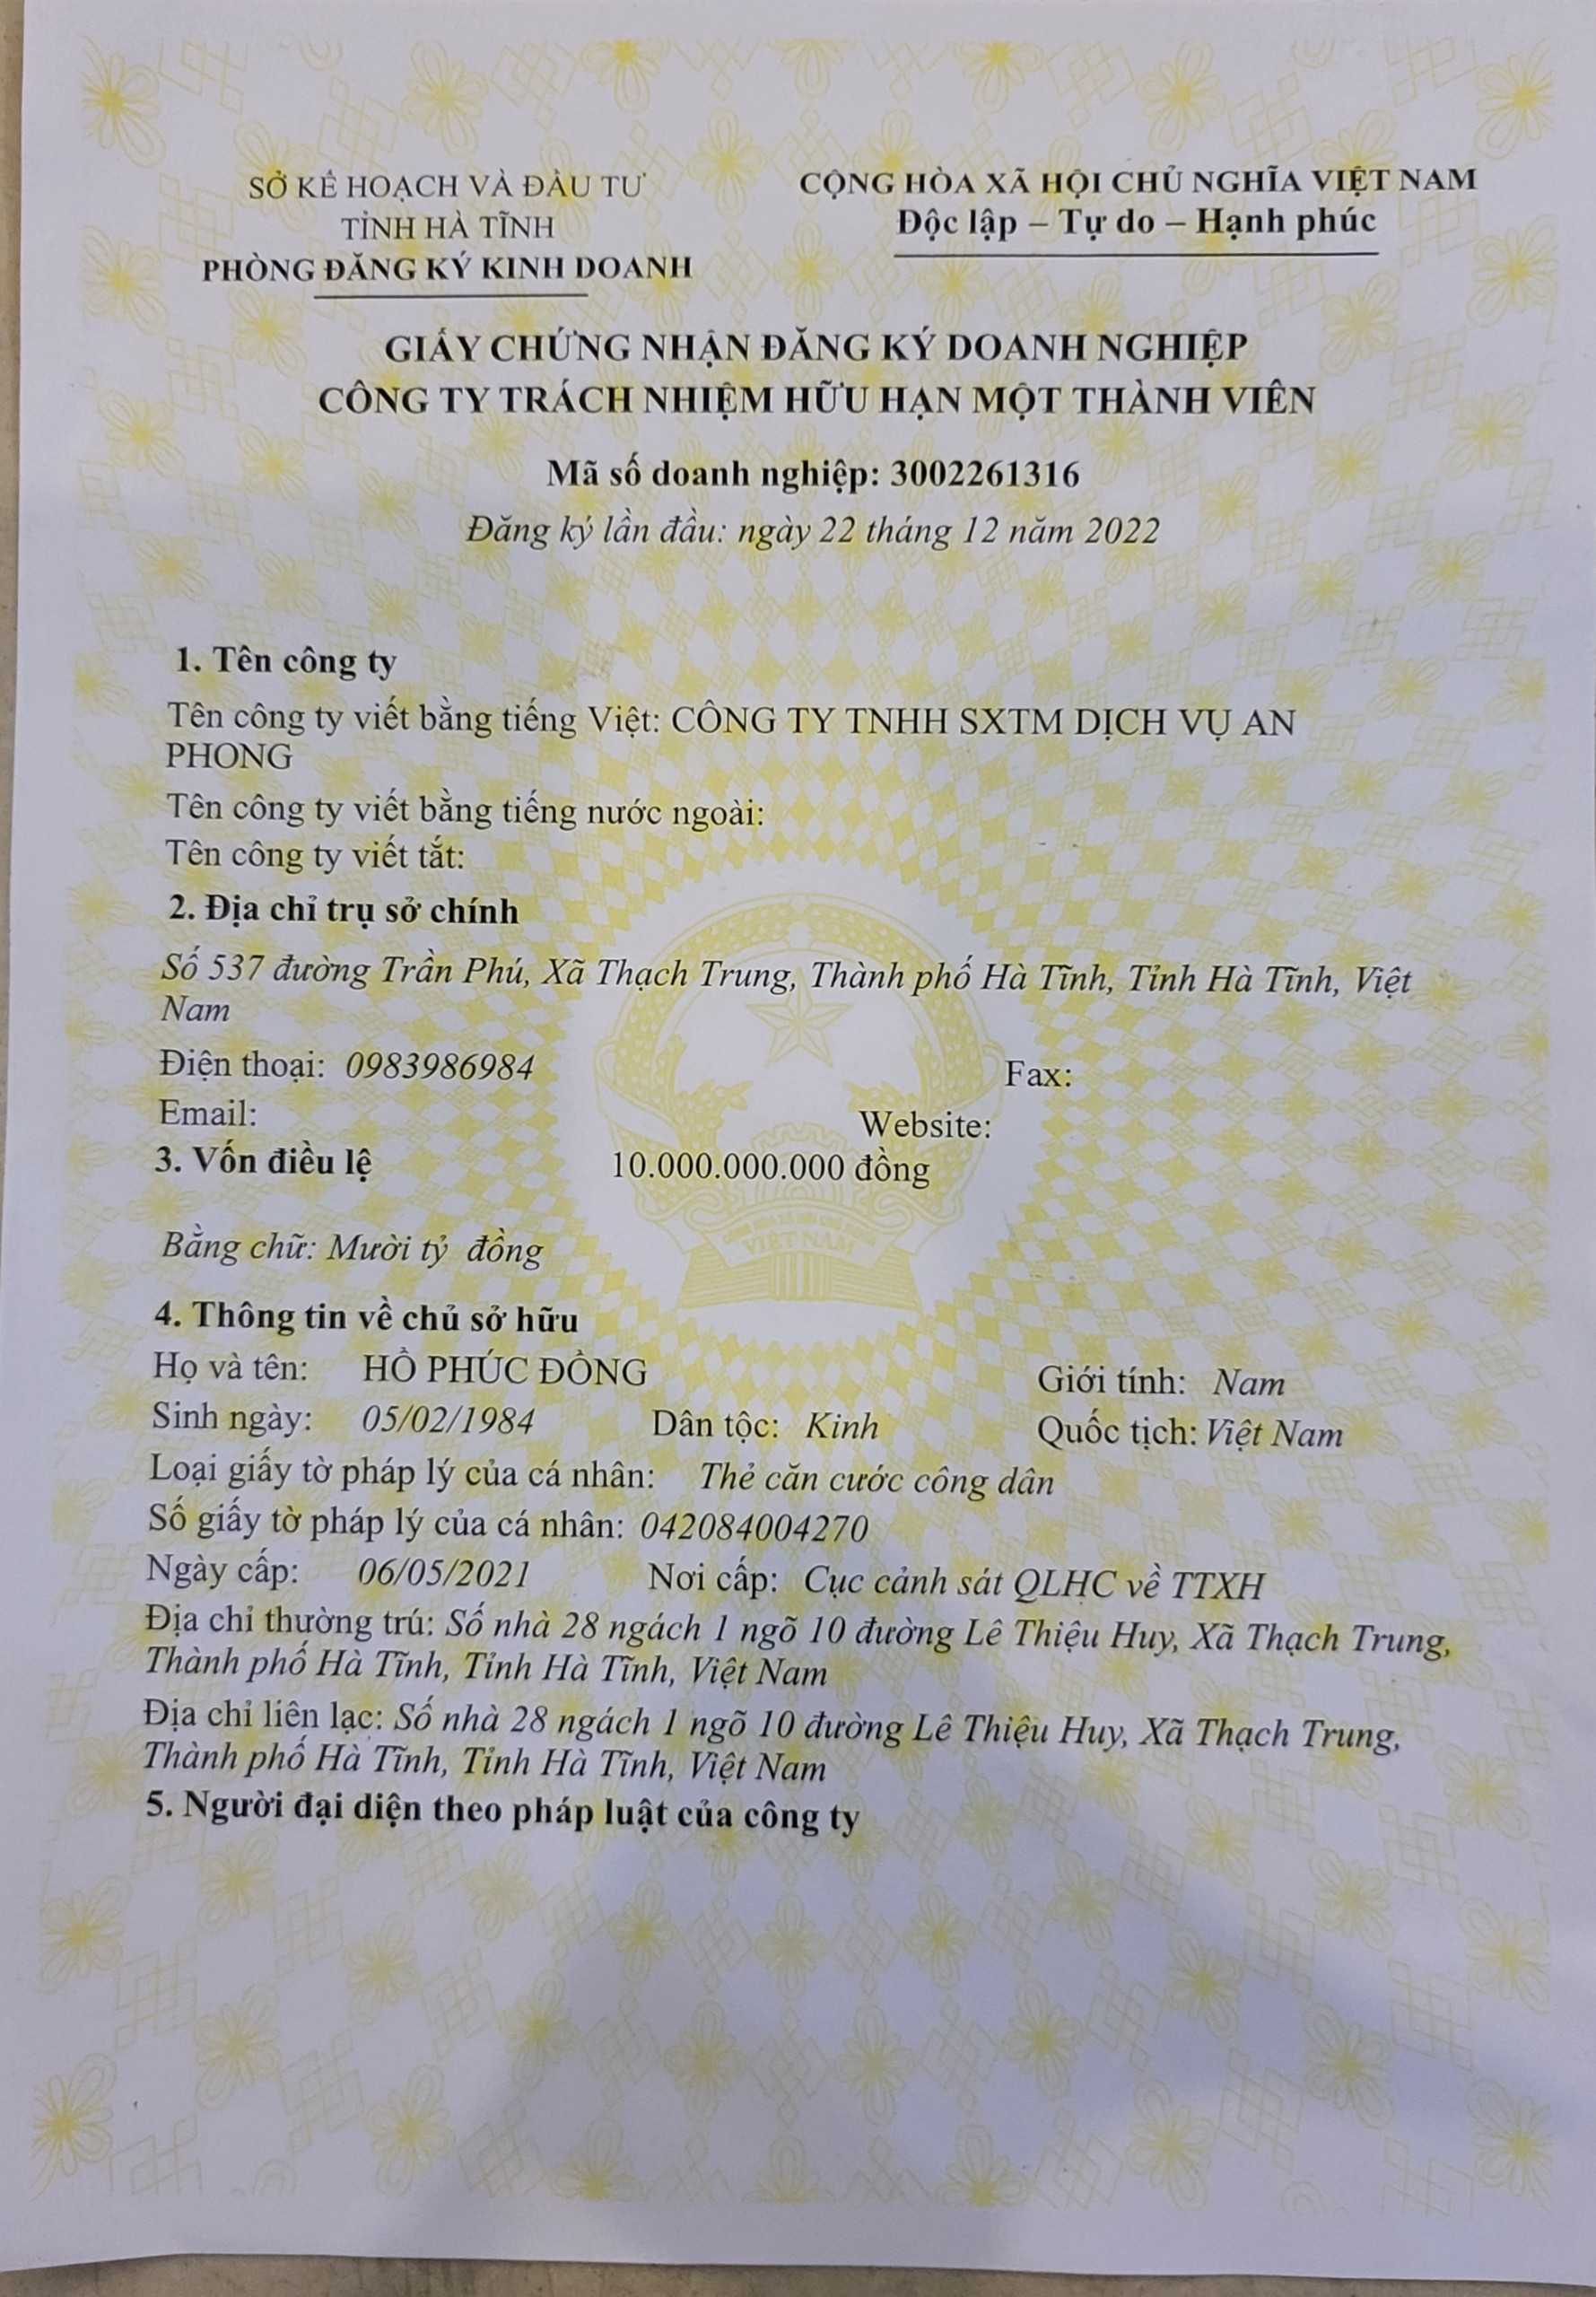 SỞ KẾ HOẠCH VÀ ĐẦU TƯ
TỈNH HÀ TĨNH
PHÒNG ĐĂNG KÝ KINH DOANH
CỘNG HÒA XÃ HỘI CHỦ NGHĨA VIỆT NAM
Độc lập – Tự do – Hạnh phúc
GIẤY CHỨNG NHẬN ĐĂNG KÝ DOANH NGHIỆP
CÔNG TY TRÁCH NHIỆM HỮU HẠN MỘT THÀNH VIÊN
Mã số doanh nghiệp: 3002261316
Đăng ký lần đầu: ngày 22 tháng 12 năm 2022
1. Tên công ty
Tên công ty viết bằng tiếng Việt: CÔNG TY TNHH SXTM DỊCH VỤ AN
PHONG
Tên công ty viết bằng tiếng nước ngoài:
Tên công ty viết tắt:
2. Địa chỉ trụ sở chính
Số 537 đường Trần Phú, Xã Thạch Trung, Thành phố Hà Tĩnh, Tỉnh Hà Tĩnh, Việt
Nam
Điện thoại: 0983986984 Fax:
Email: Website:
3. Vốn điều lệ 10.000.000.000 đồng
VIỆT NAM
Bằng chữ: Mười tỷ đồng
4. Thông tin về chủ sở hữu
Họ và tên: HỒ PHÚC ĐỒNG Giới tính: Nam
Sinh ngày: 05/02/1984 Dân tộc: Kinh Quốc tịch: Việt Nam
Loại giấy tờ pháp lý của cá nhân: Thẻ căn cước công dân
Số giấy tờ pháp lý của cá nhân: 042084004270
Ngày cấp: 06/05/2021 Nơi cấp: Cục cảnh sát QLHC về TTXH
Địa chỉ thường trú: Số nhà 28 ngách 1 ngõ 10 đường Lê Thiệu Huy, Xã Thạch Trung,
Thành phố Hà Tĩnh, Tỉnh Hà Tĩnh, Việt Nam
Địa chỉ liên lạc: Số nhà 28 ngách 1 ngõ 10 đường Lê Thiệu Huy, Xã Thạch Trung,
Thành phố Hà Tĩnh, Tỉnh Hà Tĩnh, Việt Nam
5. Người đại diện theo pháp luật của công ty